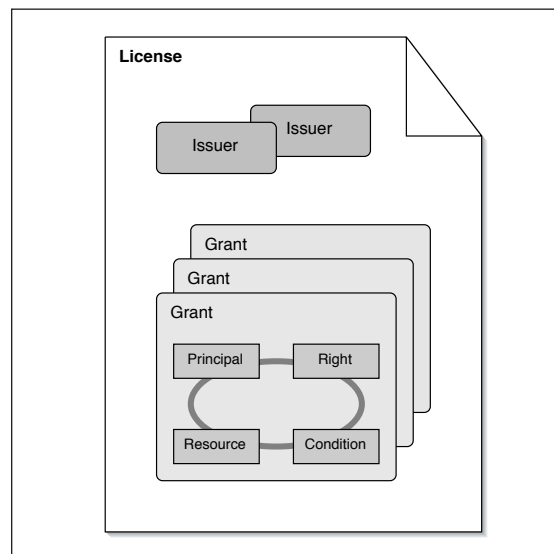 License
Issuer
Issuer
Grant
Grant
Grant
Principal
Right
Resource
Condition